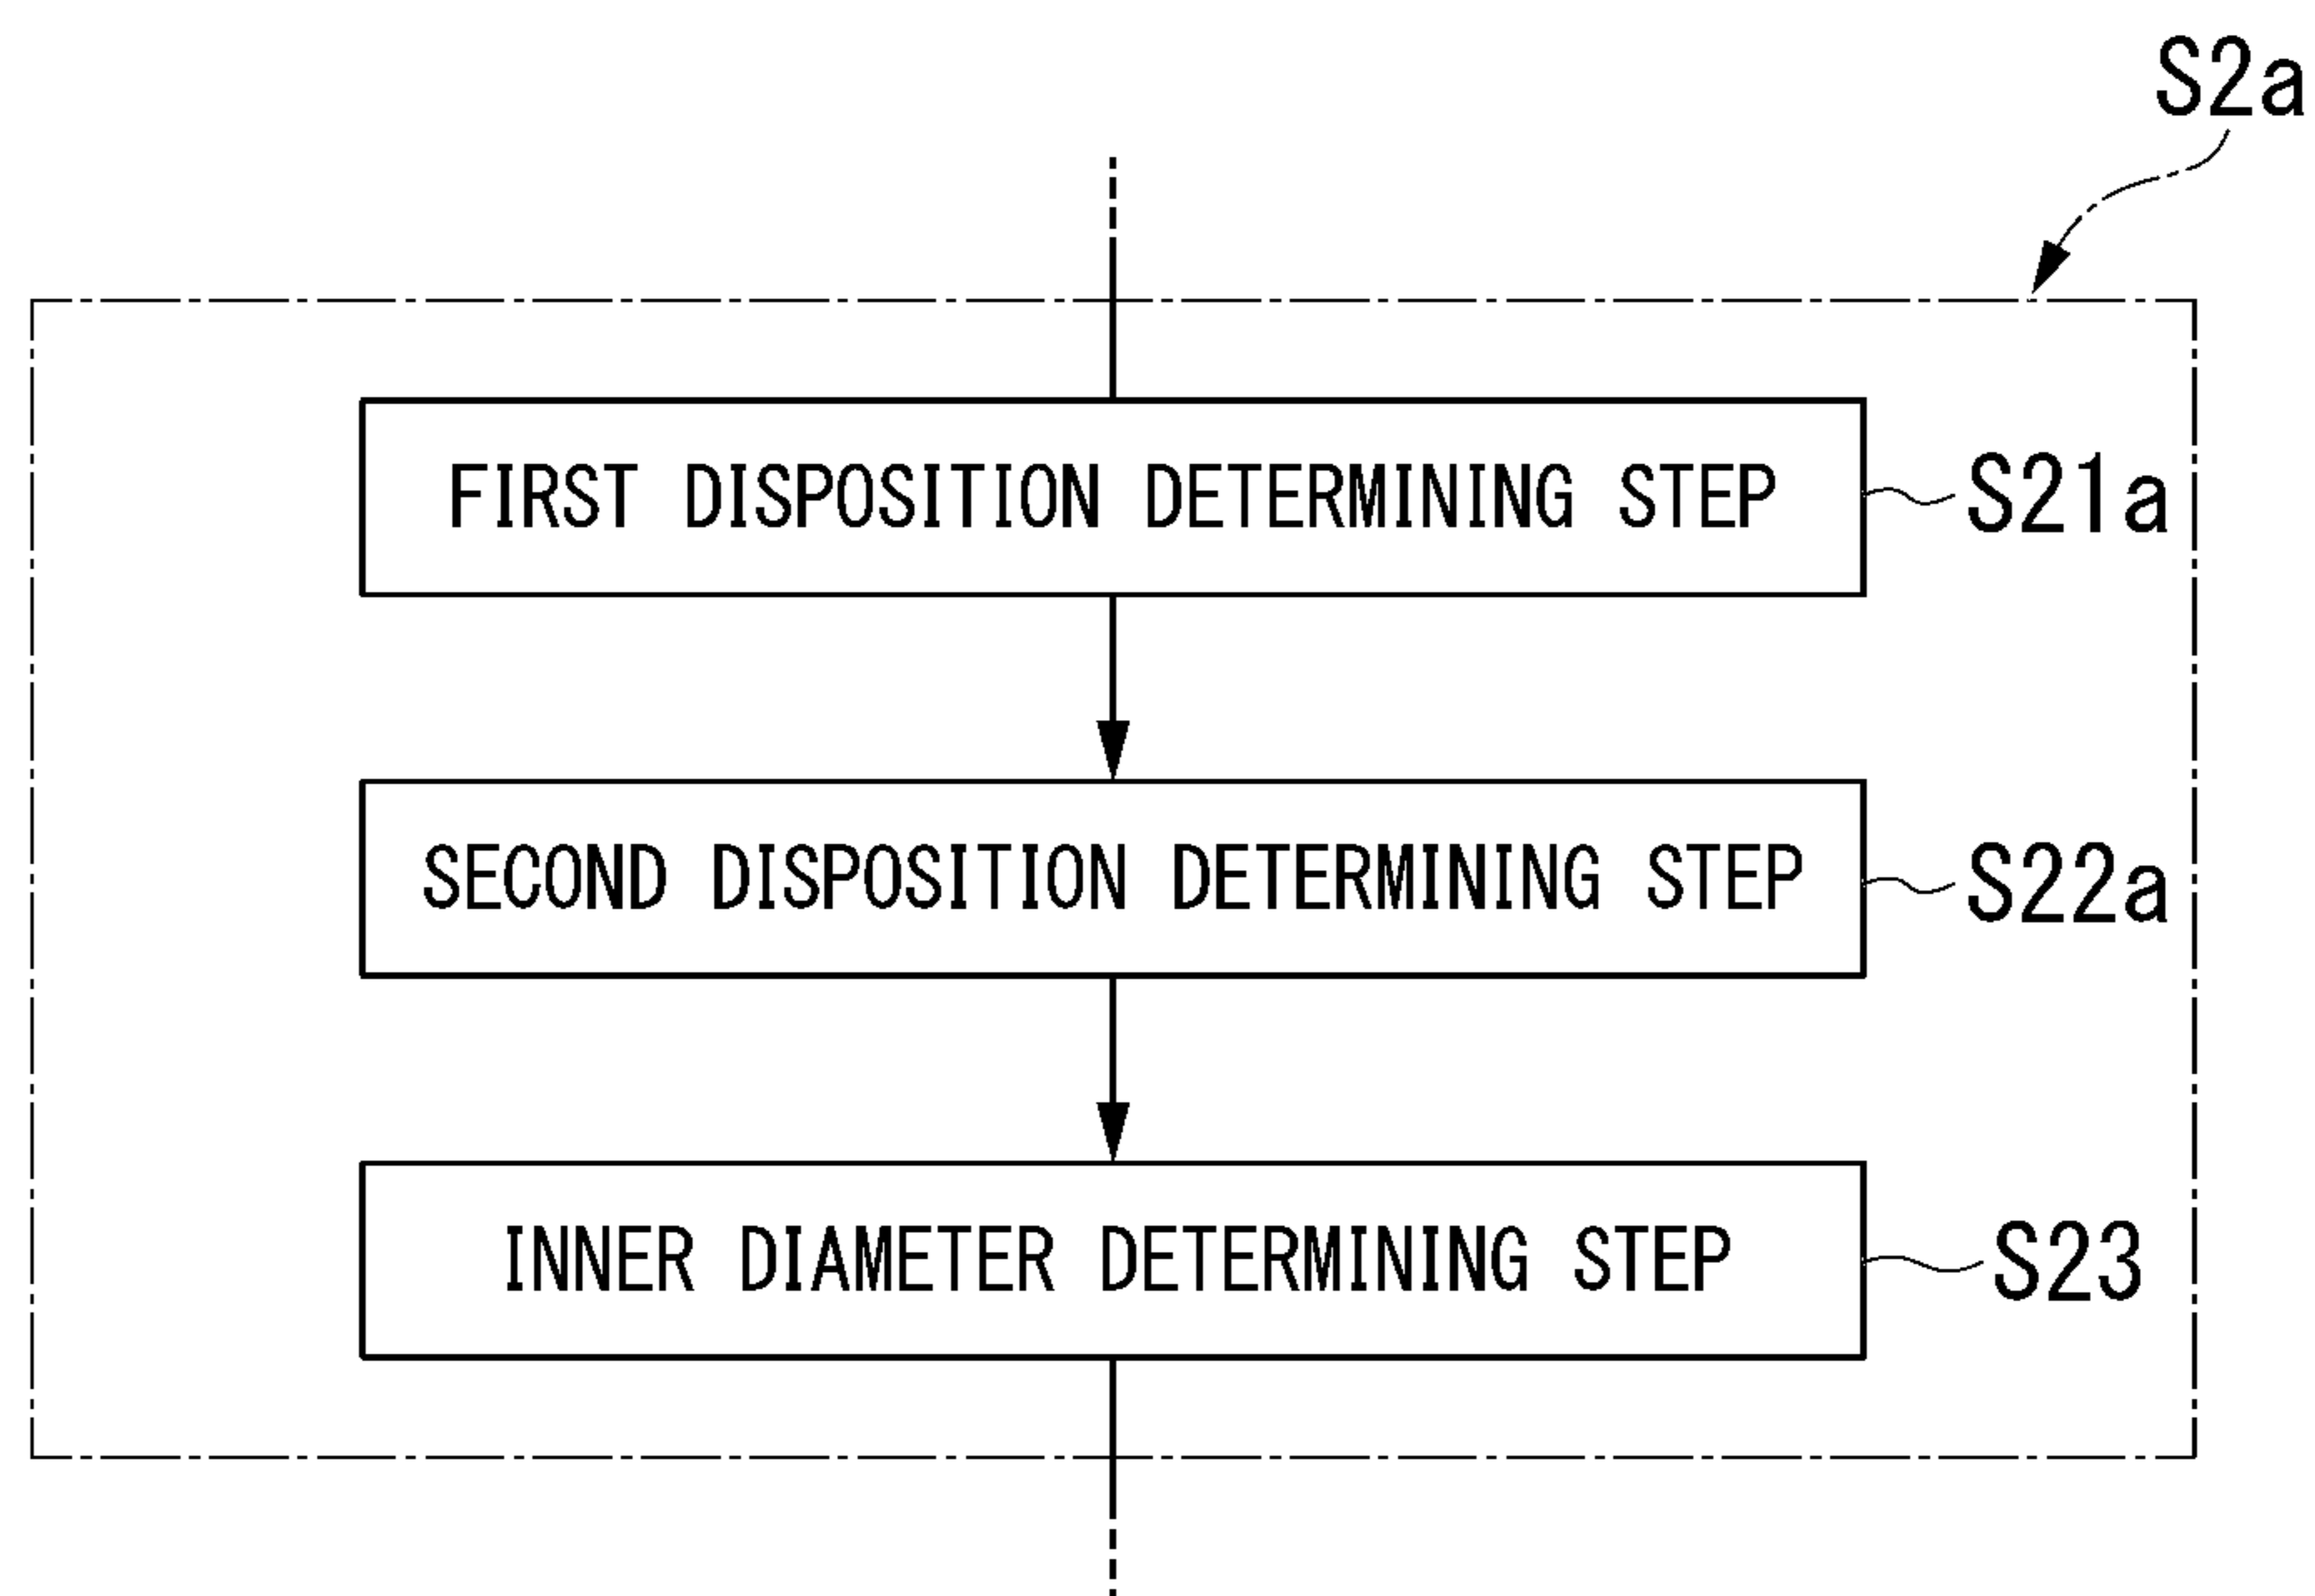 S2a
FIRST DISPOSITION DETERMINING STEP S21a
SECOND DISPOSITION DETERMINING STEP S22a
INNER DIAMETER DETERMINING STEP S23